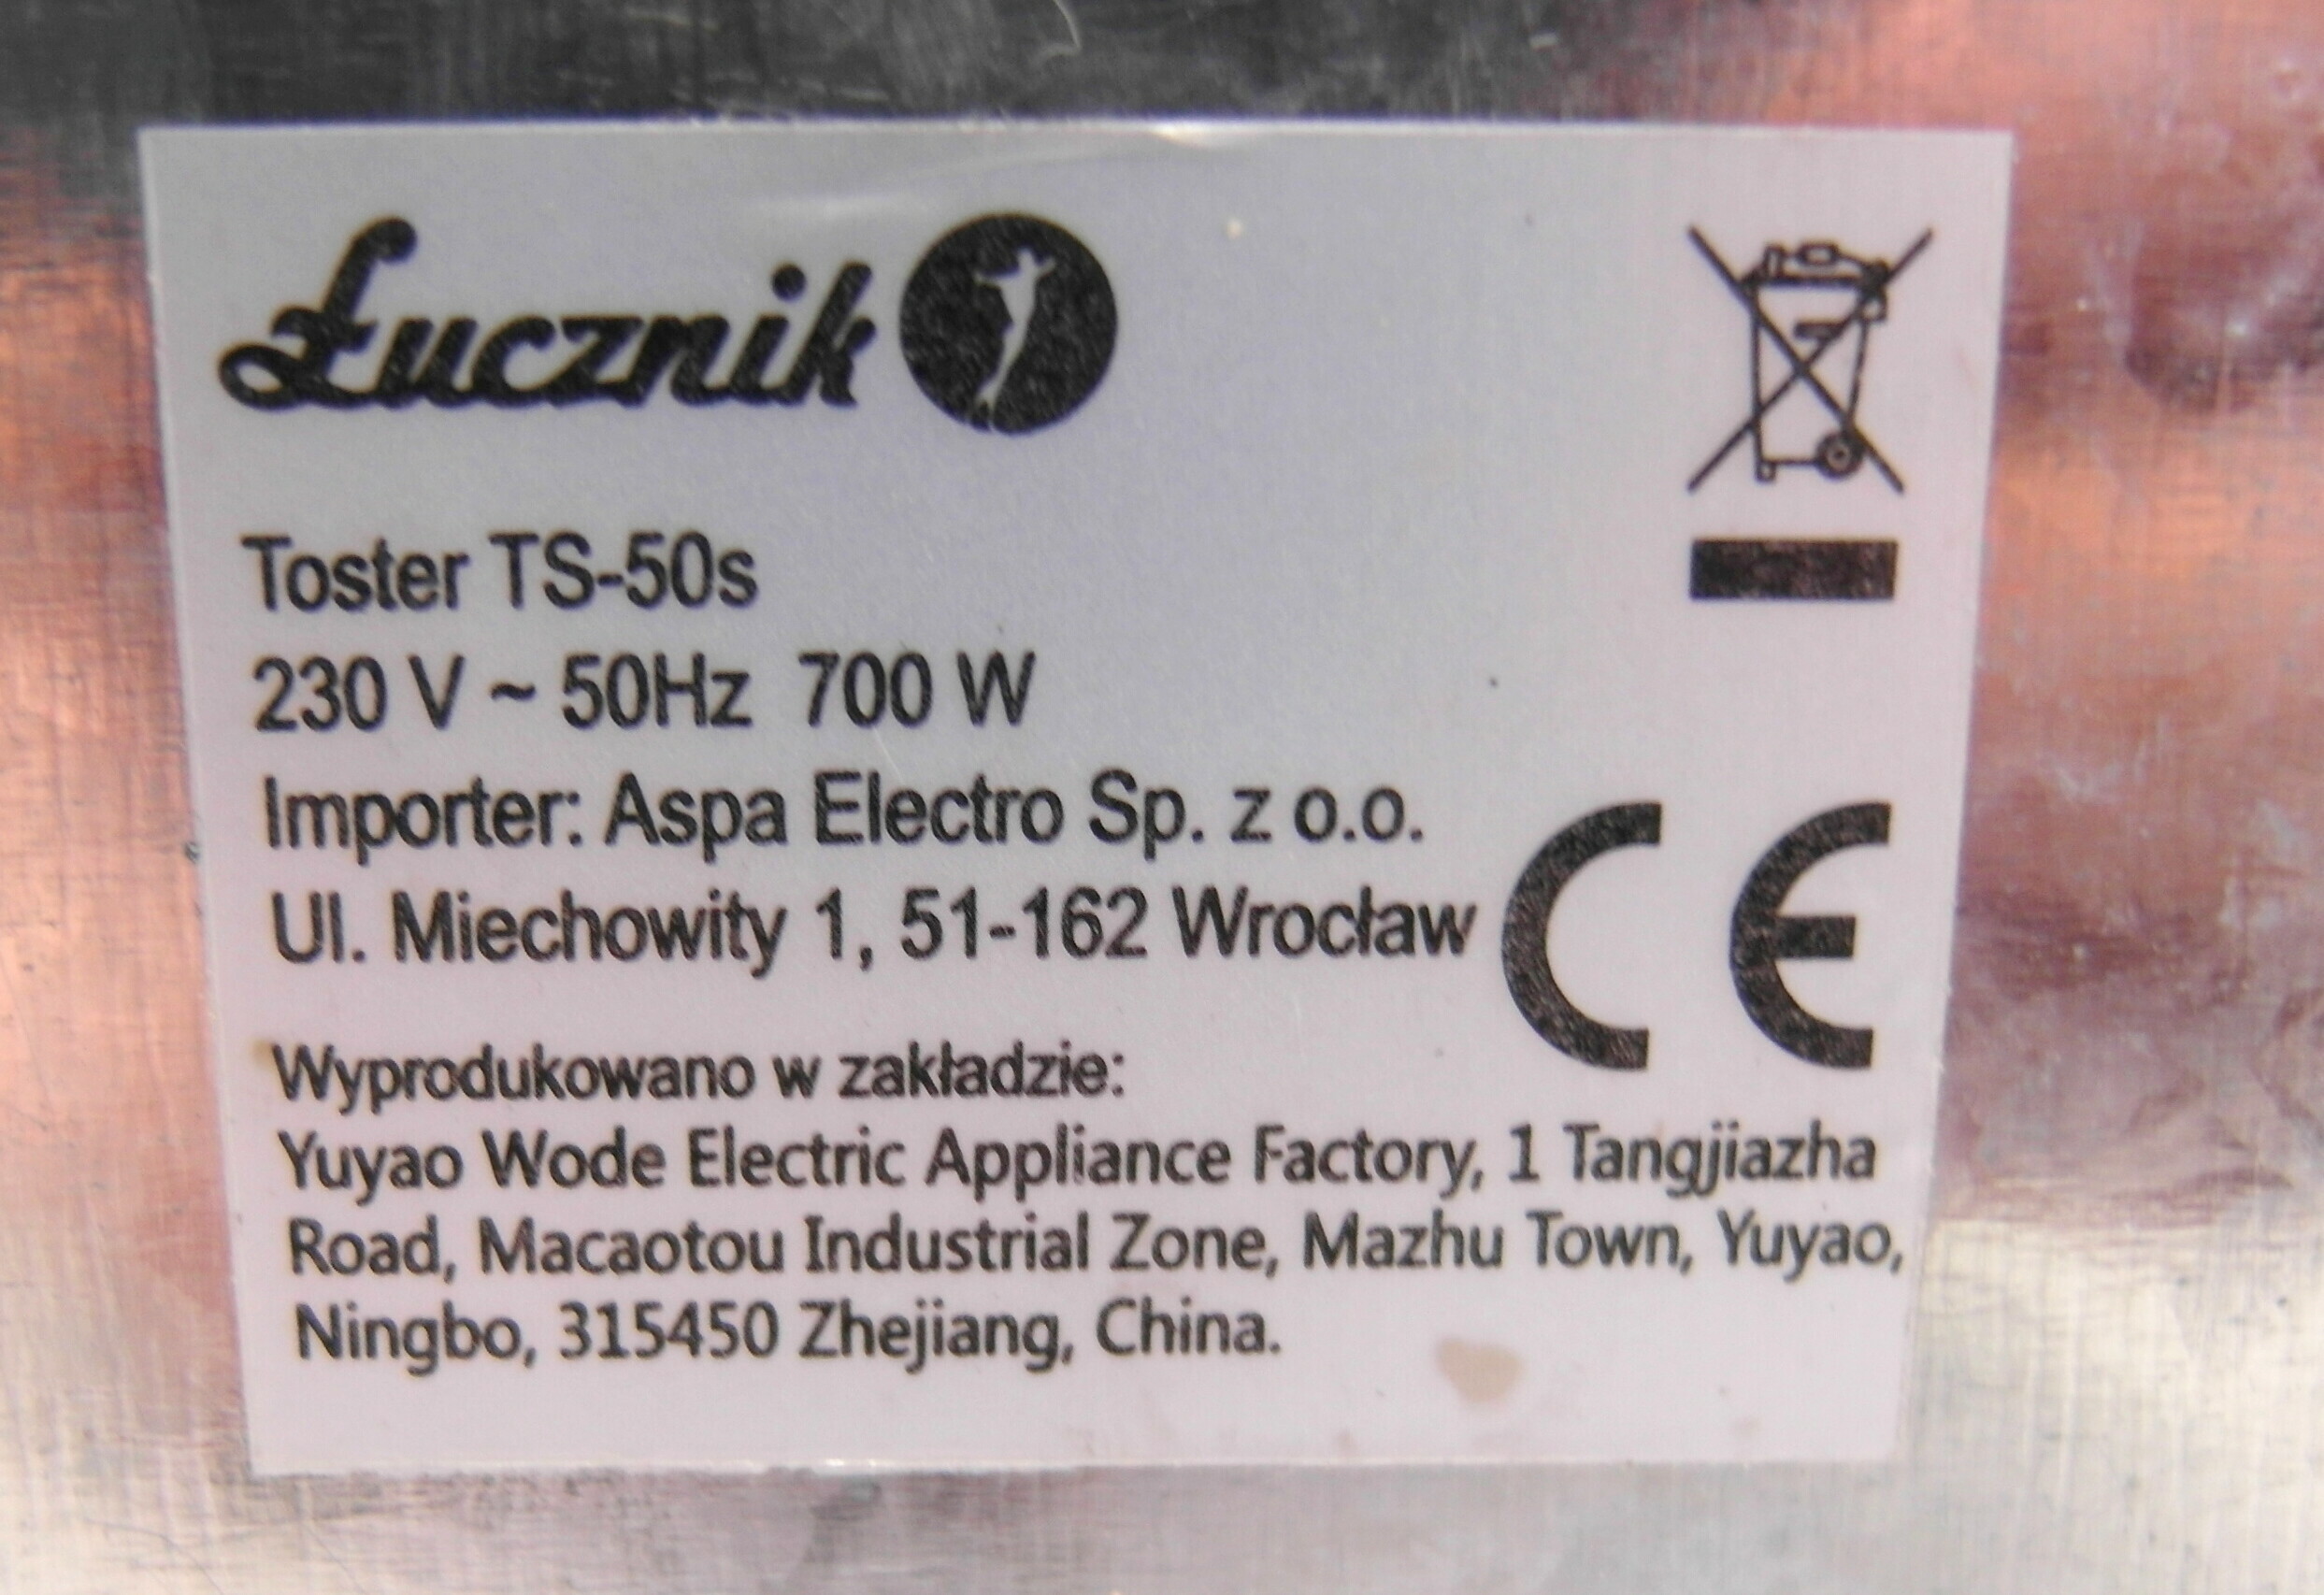 Łucznik
Toster TS-50s
230 V ~ 50Hz 700 W
Importer: Aspa Electro Sp. z o.o.
Ul. Miechowity 1, 51-162 Wrocław
CE
Wyprodukowano w zakładzie:
Yuyao Wode Electric Appliance Factory, 1 Tangjiazha
Road, Macaotou Industrial Zone, Mazhu Town, Yuyao,
Ningbo, 315450 Zhejiang, China.